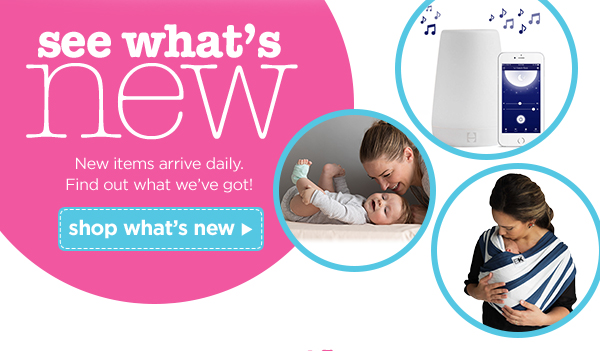 see what's
new
New items arrive daily.
Find out what we've got!
shop what's new